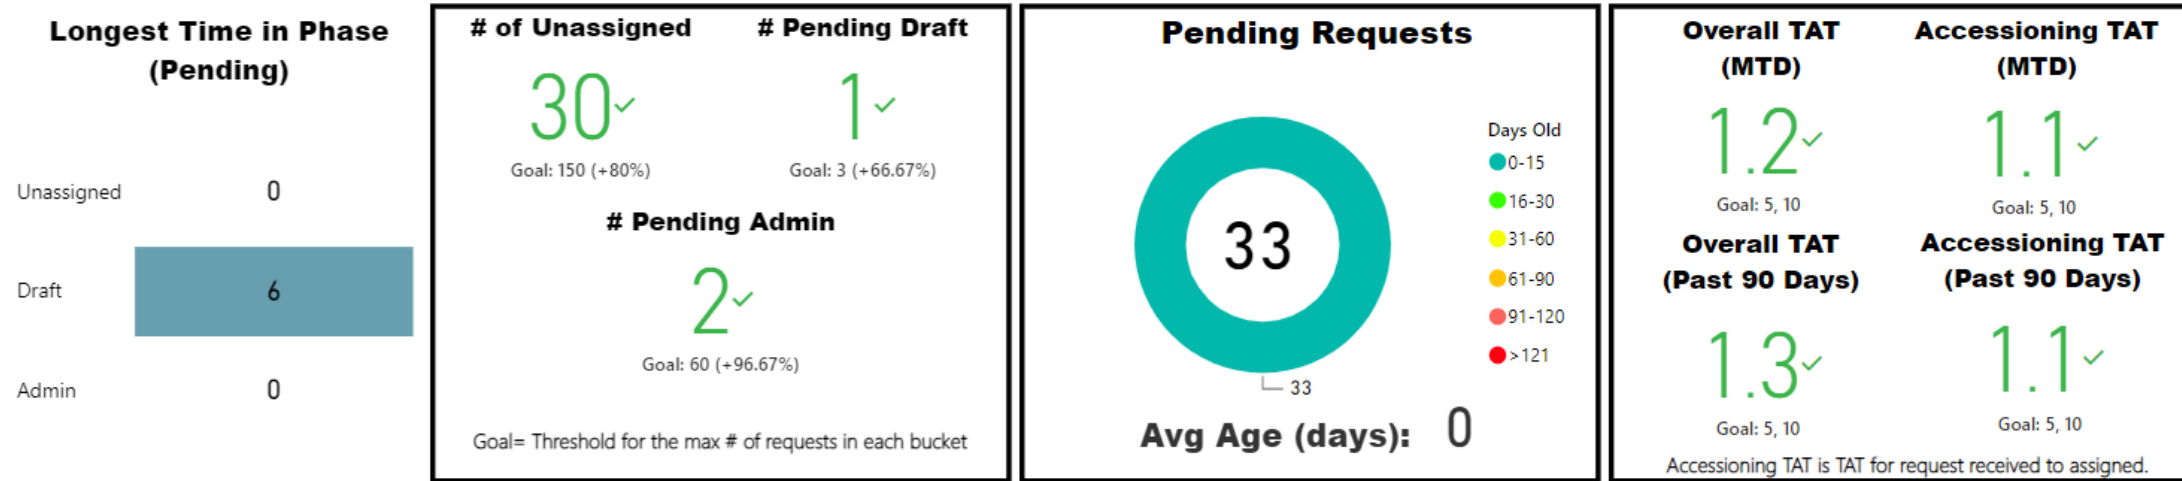 Longest Time in Phase
(Pending)
Unassigned 0
Draft 6
Admin 0
# of Unassigned
30
Goal: 150 (+80%)
# Pending Draft
1
Goal: 3 (+66.67%)
# Pending Admin
2
Goal: 60 (+96.67%)
Goal= Threshold for the max # of requests in each bucket
Pending Requests
33
33
Days Old
0-15
16-30
31-60
61-90
91-120
>121
Avg Age (days): 0
Overall TAT
(MTD)
1.2
Goal: 5, 10
Accessioning TAT
(MTD)
1.1
Goal: 5, 10
Overall TAT
(Past 90 Days)
1.3
Goal: 5, 10
Accessioning TAT
(Past 90 Days)
1.1
Goal: 5, 10
Accessioning TAT is TAT for request received to assigned.